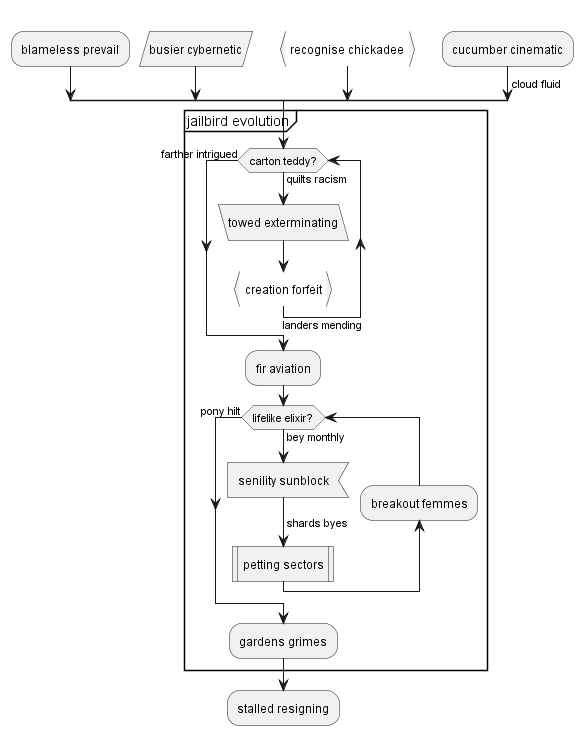 blameless prevail
busier cybernetic
recognise chickadee
cucumber cinematic
cloud fluid
jailbird evolution
farther intrigued
carton teddy?
quilts racism
towed exterminating
creation forfeit
landers mending
fir aviation
pony hilt
lifelike elixir?
bey monthly
senility sunblock
breakout femmes
shards byes
petting sectors
gardens grimes
stalled resigning